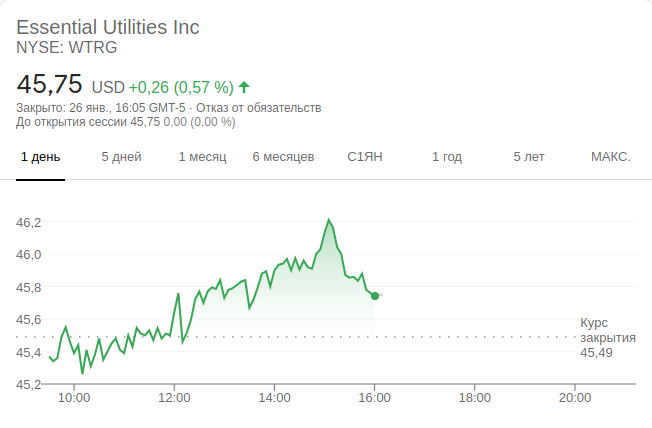 Essential Utilities Inc
NYSE: WTRG
45,75 USD +0,26 (0,57 %)
Закрыто: 26 янв., 16:05 GMT-5 · Отказ от обязательств
До открытия сессии 45,75 0,00 (0,00 %)
1 день 5 дней 1 месяц 6 месяцев С1ЯН 1 год 5 лет МАКС.
46,2
46,0
45,8
45,6
45,4
45,2
Курс
закрытия
45,49
10:00 12:00 14:00 16:00 18:00 20:00